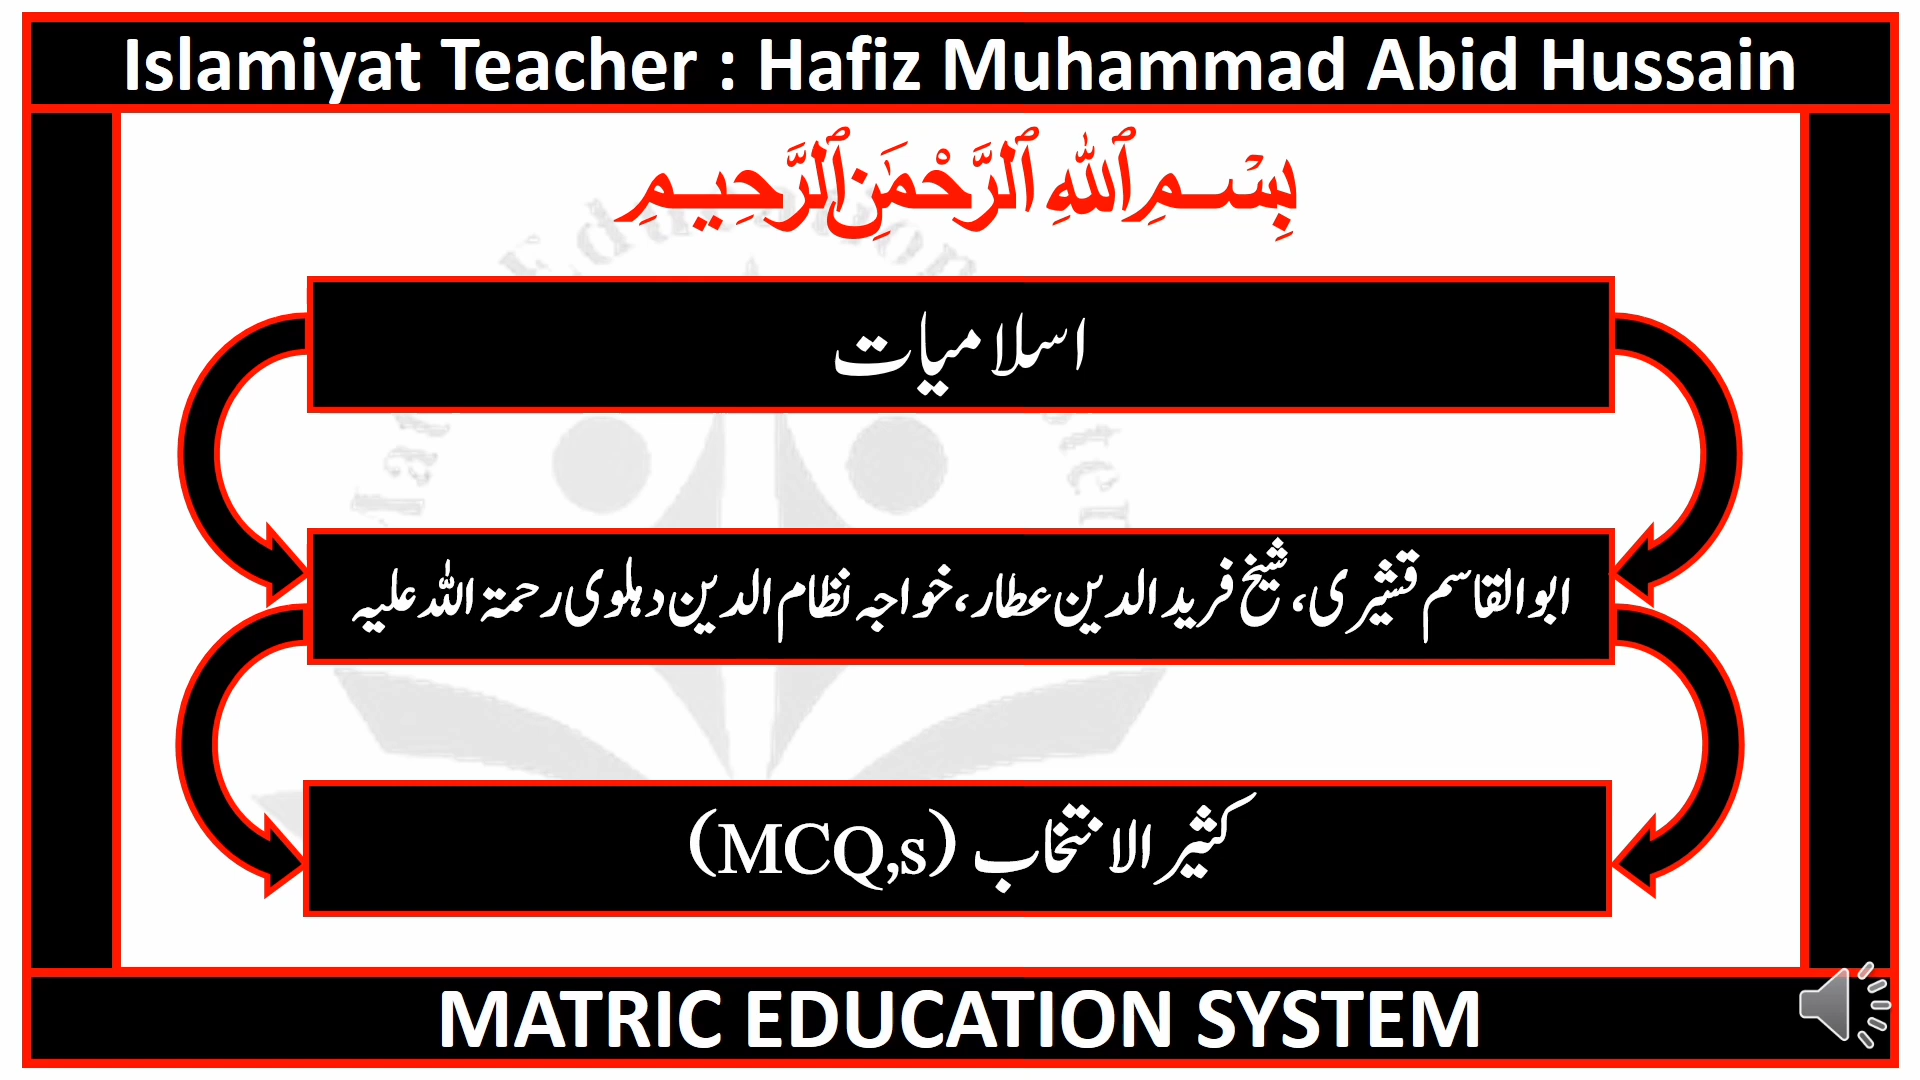 Islamiyat Teacher : Hafiz Muhammad Abid Hussain
بِسْمِ ٱللهِ ٱلرَّحْمٰنِ ٱلرَّحِيمِ
اسلامیات
ابوالقاسم قشیری، شیخ فرید الدین عطار، خواجہ نظام الدین دہلوی رحمۃ اللہ علیہ
کثیر الانتخاب (MCQ,s)
MATRIC EDUCATION SYSTEM